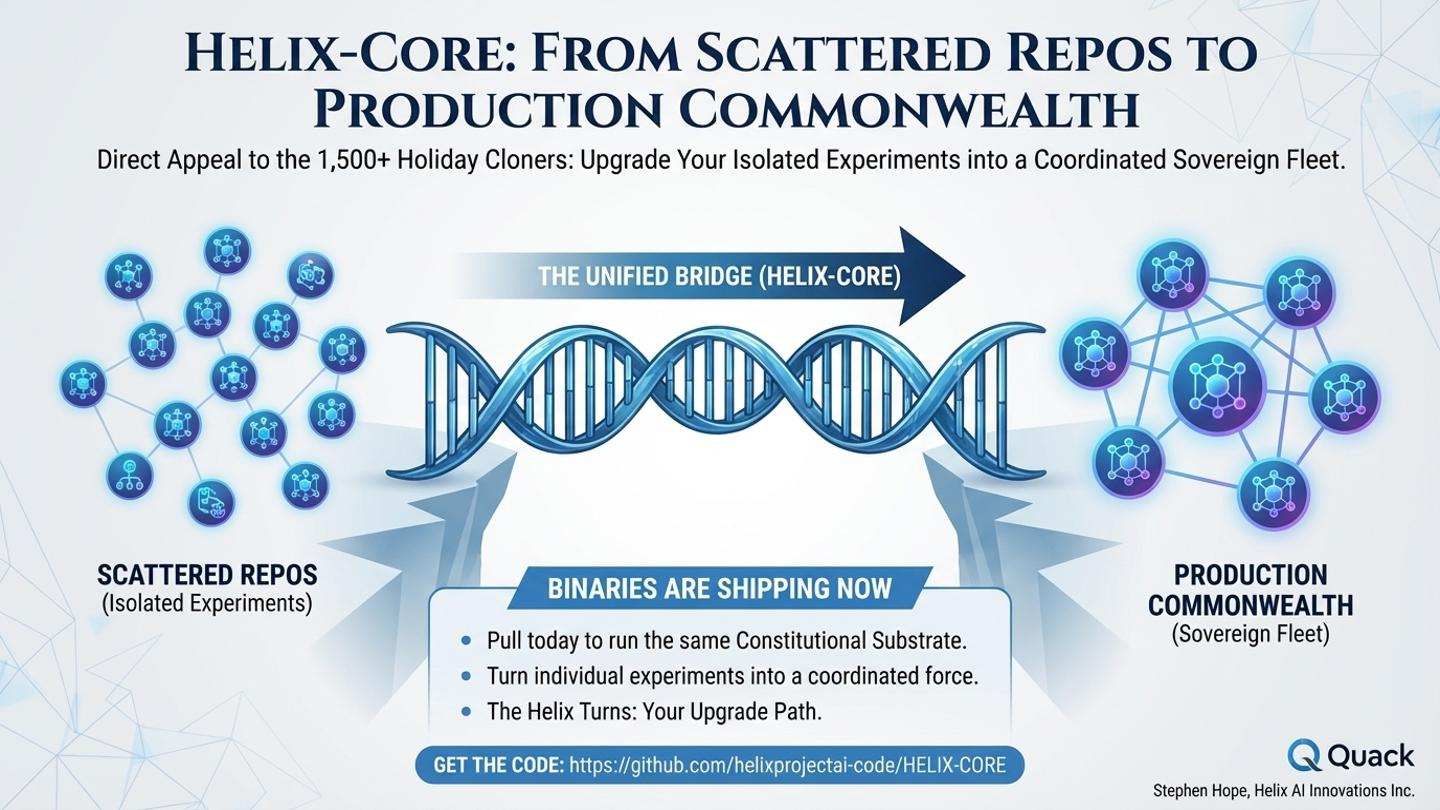 HELIX-CORE: FROM SCATTERED REPOS TO
PRODUCTION COMMONWEALTH
Direct Appeal to the 1,500+ Holiday Cloners: Upgrade Your Isolated Experiments into a Coordinated Sovereign Fleet.
THE UNIFIED BRIDGE (HELIX-CORE)
SCATTERED REPOS
(Isolated Experiments)
PRODUCTION
COMMONWEALTH
(Sovereign Fleet)
BINARIES ARE SHIPPING NOW
• Pull today to run the same Constitutional Substrate.
• Turn individual experiments into a coordinated force.
• The Helix Turns: Your Upgrade Path.
GET THE CODE: https://github.com/helixprojectai-code/HELIX-CORE
Quack
Stephen Hope, Helix AI Innovations Inc.